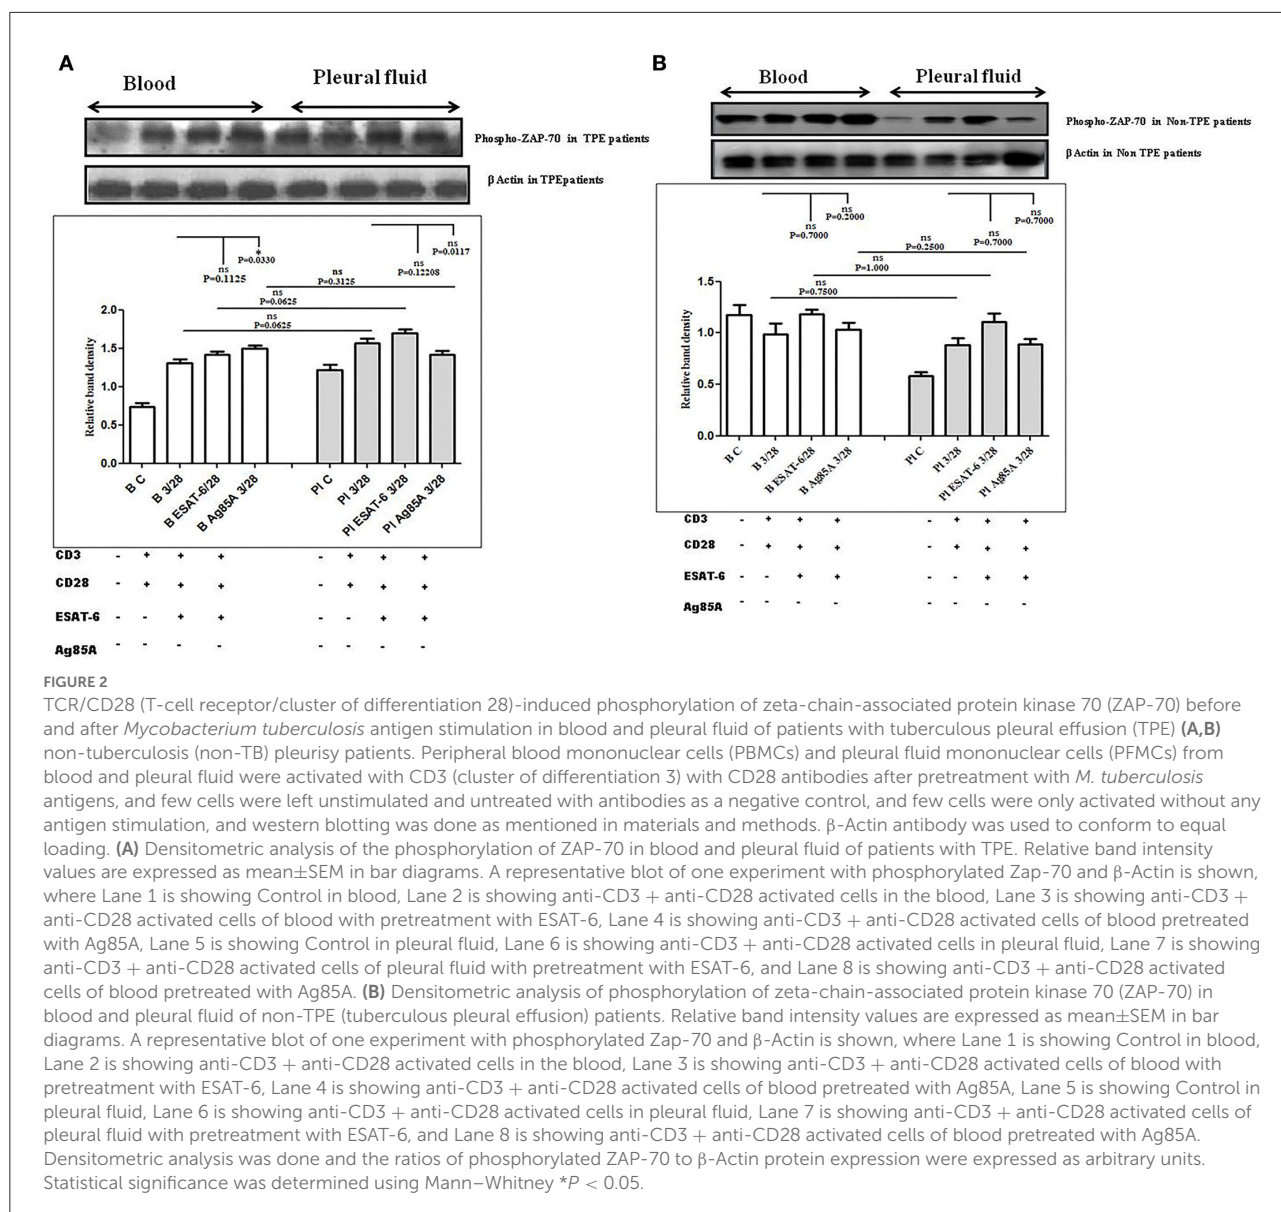 A
Blood
Pleural fluid
Phospho-ZAP-70 in TPE patients
β Actin in TPEpatients
ns
P=0.1125
*
P=0.0330
ns
P=0.12208
ns
P=0.0117
ns
P=0.3125
ns
P=0.0625
ns
P=0.0625
Relative band density
2.0
1.5
1.0
0.5
0.0
B C
B 3/28
B ESAT-6/28
B Ag85A 3/28
Pl C
Pl 3/28
Pl ESAT-6 3/28
Pl Ag85A 3/28
CD3 - + + + - + + +
CD28 - + + + - + + +
ESAT-6 - - + + - - + +
Ag85A - - - - - - - -
B
Blood
Pleural fluid
Phospho-ZAP-70 in Non-TPE patients
β Actin in Non TPE patients
ns
P=0.7000
ns
P=0.2000
ns
P=0.7000
ns
P=0.7000
ns
P=0.2500
ns
P=1.000
ns
P=0.7500
Relative band density
1.5
1.0
0.5
0.0
B C
B 3/28
B ESAT-6/28
B Ag85A 3/28
Pl C
Pl 3/28
Pl ESAT-6 3/28
Pl Ag85A 3/28
CD3 - + + + - + + +
CD28 - + + + - + + +
ESAT-6 - - + + - - + +
Ag85A - - - - - - - -
FIGURE 2
TCR/CD28 (T-cell receptor/cluster of differentiation 28)-induced phosphorylation of zeta-chain-associated protein kinase 70 (ZAP-70) before
and after Mycobacterium tuberculosis antigen stimulation in blood and pleural fluid of patients with tuberculous pleural effusion (TPE) (A,B)
non-tuberculosis (non-TB) pleurisy patients. Peripheral blood mononuclear cells (PBMCs) and pleural fluid mononuclear cells (PFMCs) from
blood and pleural fluid were activated with CD3 (cluster of differentiation 3) with CD28 antibodies after pretreatment with M. tuberculosis
antigens, and few cells were left unstimulated and untreated with antibodies as a negative control, and few cells were only activated without any
antigen stimulation, and western blotting was done as mentioned in materials and methods. β-Actin antibody was used to conform to equal
loading. (A) Densitometric analysis of the phosphorylation of ZAP-70 in blood and pleural fluid of patients with TPE. Relative band intensity
values are expressed as mean±SEM in bar diagrams. A representative blot of one experiment with phosphorylated Zap-70 and β-Actin is shown,
where Lane 1 is showing Control in blood, Lane 2 is showing anti-CD3 + anti-CD28 activated cells in the blood, Lane 3 is showing anti-CD3 +
anti-CD28 activated cells of blood with pretreatment with ESAT-6, Lane 4 is showing anti-CD3 + anti-CD28 activated cells of blood pretreated
with Ag85A, Lane 5 is showing Control in pleural fluid, Lane 6 is showing anti-CD3 + anti-CD28 activated cells in pleural fluid, Lane 7 is showing
anti-CD3 + anti-CD28 activated cells of pleural fluid with pretreatment with ESAT-6, and Lane 8 is showing anti-CD3 + anti-CD28 activated
cells of blood pretreated with Ag85A. (B) Densitometric analysis of phosphorylation of zeta-chain-associated protein kinase 70 (ZAP-70) in
blood and pleural fluid of non-TPE (tuberculous pleural effusion) patients. Relative band intensity values are expressed as mean±SEM in bar
diagrams. A representative blot of one experiment with phosphorylated Zap-70 and β-Actin is shown, where Lane 1 is showing Control in blood,
Lane 2 is showing anti-CD3 + anti-CD28 activated cells in the blood, Lane 3 is showing anti-CD3 + anti-CD28 activated cells of blood with
pretreatment with ESAT-6, Lane 4 is showing anti-CD3 + anti-CD28 activated cells of blood pretreated with Ag85A, Lane 5 is showing Control in
pleural fluid, Lane 6 is showing anti-CD3 + anti-CD28 activated cells in pleural fluid, Lane 7 is showing anti-CD3 + anti-CD28 activated cells of
pleural fluid with pretreatment with ESAT-6, and Lane 8 is showing anti-CD3 + anti-CD28 activated cells of blood pretreated with Ag85A.
Densitometric analysis was done and the ratios of phosphorylated ZAP-70 to β-Actin protein expression were expressed as arbitrary units.
Statistical significance was determined using Mann–Whitney *P < 0.05.